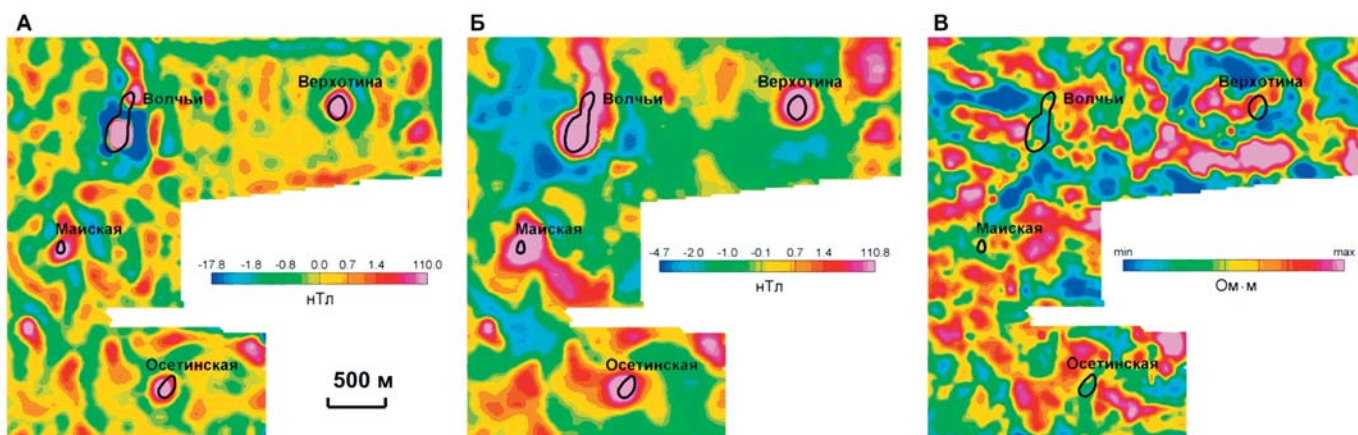 А
Волчьи
Верхотина
Майская
-17.8 -1.8 -0.8 0.0 0.7 1.4 110.0
нТл
Осетинская
500 м
Б
Волчьи
Верхотина
Майская
-4.7 -2.0 -1.0 -0.1 0.7 1.4 110.8
нТл
Осетинская
В
Волчьи
Верхотина
Майская
min max
Ом·м
Осетинская